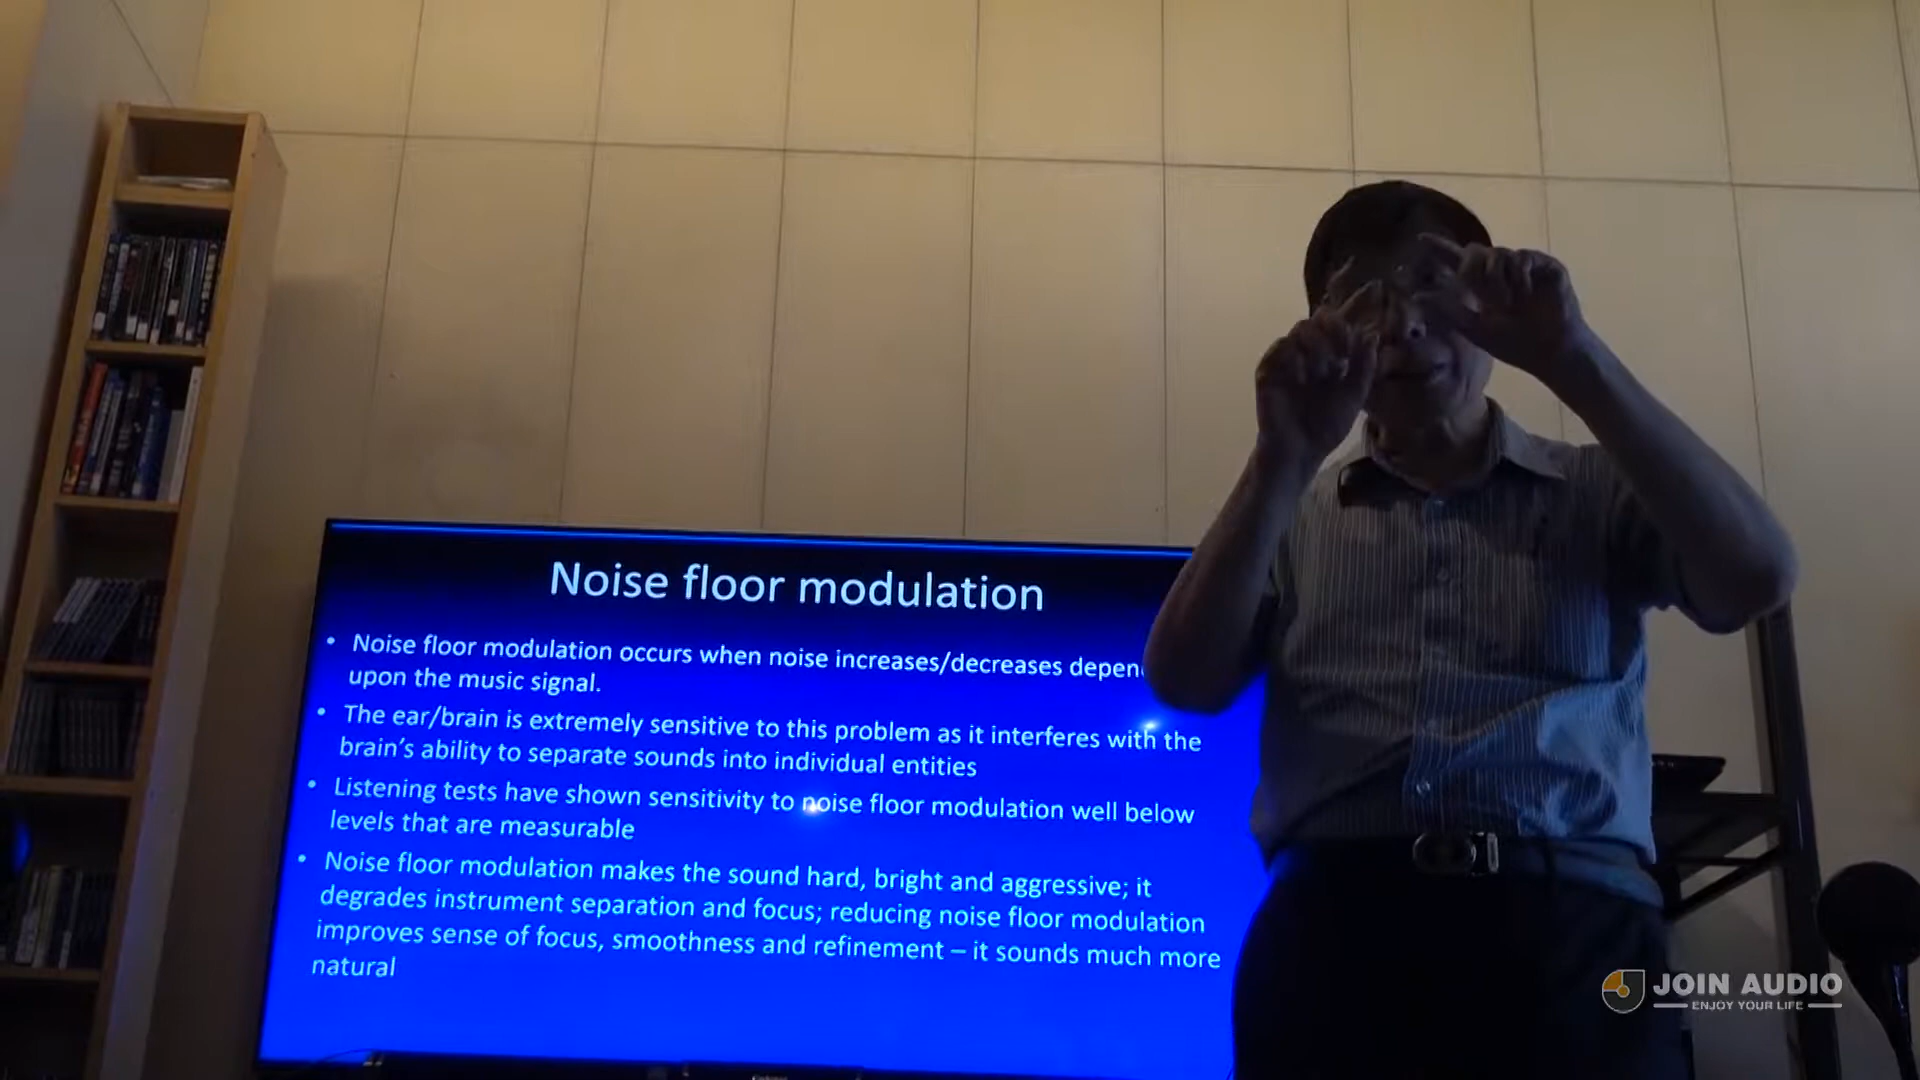 Noise floor modulation
• Noise floor modulation occurs when noise increases/decreases
upon the music signal.
• The ear/brain is extremely sensitive to this problem as it interferes with the
brain's ability to separate sounds into individual entities
• Listening tests have shown sensitivity to noise floor modulation well below
levels that are measurable
• Noise floor modulation makes the sound hard, bright and aggressive; it
degrades instrument separation and focus; reducing noise floor modulation
improves sense of focus, smoothness and refinement – it sounds much more
natural
JOIN AUDIO
ENJOY YOUR LIFE